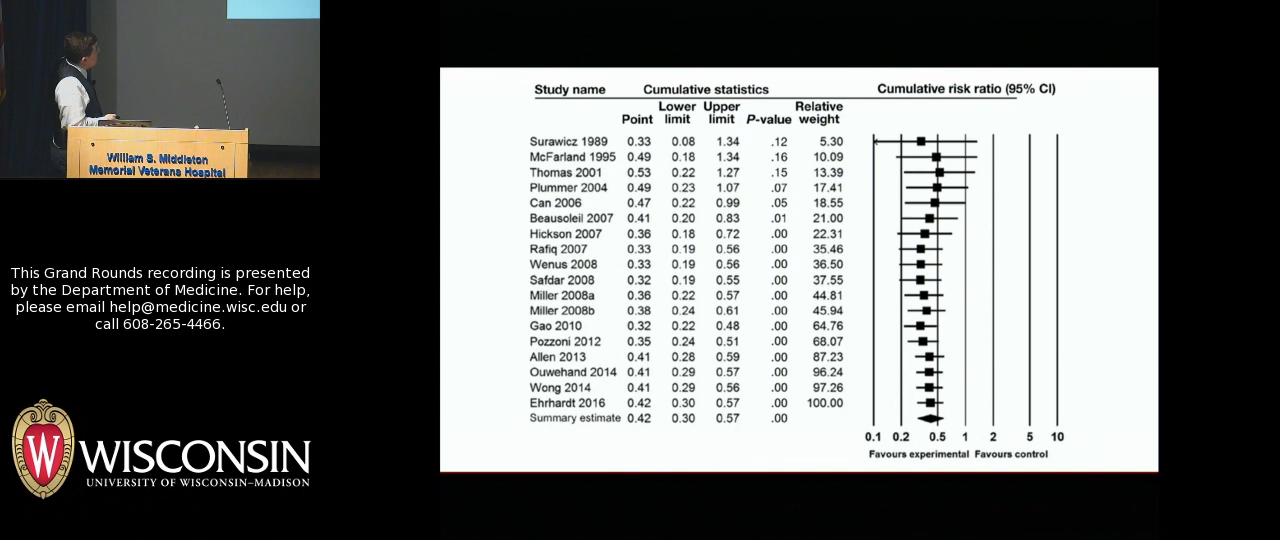 William S. Middleton
Memorial Veterans Hospital
This Grand Rounds recording is presented
by the Department of Medicine. For help,
please email help@medicine.wisc.edu or
call 608-265-4466.
W
WISCONSIN
UNIVERSITY OF WISCONSIN–MADISON
Study name Cumulative statistics Cumulative risk ratio (95% CI)
Lower Upper Relative
Point limit limit P-value weight
Surawicz 1989 0.33 0.08 1.34 .12 5.30
McFarland 1995 0.49 0.18 1.34 .16 10.09
Thomas 2001 0.53 0.22 1.27 .15 13.39
Plummer 2004 0.49 0.23 1.07 .07 17.41
Can 2006 0.47 0.22 0.99 .05 18.55
Beausoleil 2007 0.41 0.20 0.83 .01 21.00
Hickson 2007 0.36 0.18 0.72 .00 22.31
Rafiq 2007 0.33 0.19 0.56 .00 35.46
Wenus 2008 0.33 0.19 0.56 .00 36.50
Safdar 2008 0.32 0.19 0.55 .00 37.55
Miller 2008a 0.36 0.22 0.57 .00 44.81
Miller 2008b 0.38 0.24 0.61 .00 45.94
Gao 2010 0.32 0.22 0.48 .00 64.76
Pozzoni 2012 0.35 0.24 0.51 .00 68.07
Allen 2013 0.41 0.28 0.59 .00 87.23
Ouwehand 2014 0.41 0.29 0.57 .00 96.24
Wong 2014 0.41 0.29 0.56 .00 97.26
Ehrhardt 2016 0.42 0.30 0.57 .00 100.00
Summary estimate 0.42 0.30 0.57 .00
0.1 0.2 0.5 1 2 5 10
Favours experimental Favours control